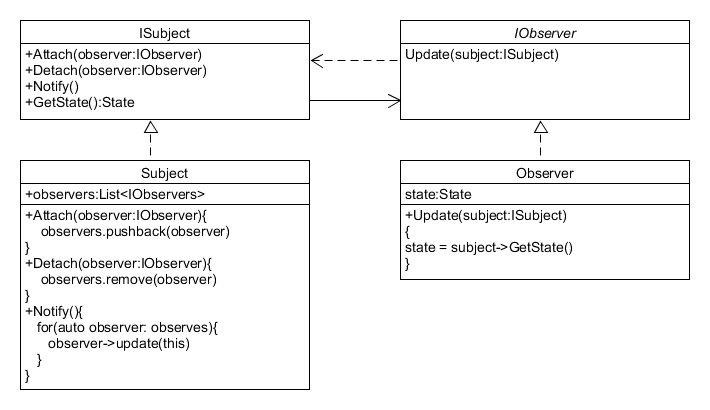 ISubject
+Attach(observer:IObserver)
+Detach(observer:IObserver)
+Notify()
+GetState():State
IObserver
Update(subject:ISubject)
Subject
+observers:List<IObservers>
+Attach(observer:IObserver){
observers.pushback(observer)
}
+Detach(observer:IObserver){
observers.remove(observer)
}
+Notify(){
for(auto observer: observes){
observer->update(this)
}
}
Observer
state:State
+Update(subject:ISubject)
{
state = subject->GetState()
}